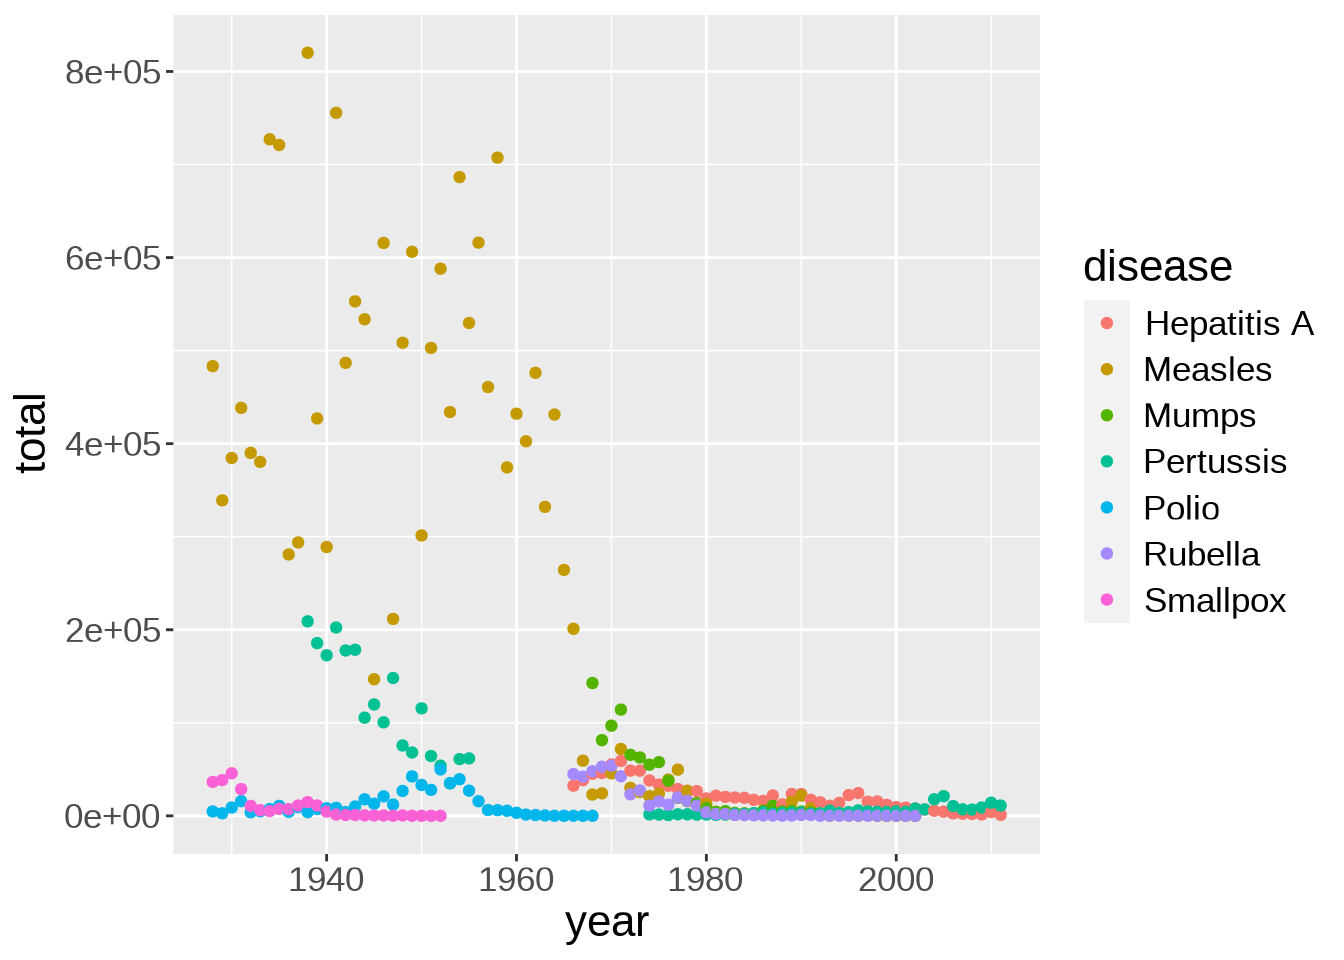 8e+05
6e+05
4e+05
2e+05
0e+00
total
1940 1960 1980 2000
year
disease
Hepatitis A
Measles
Mumps
Pertussis
Polio
Rubella
Smallpox